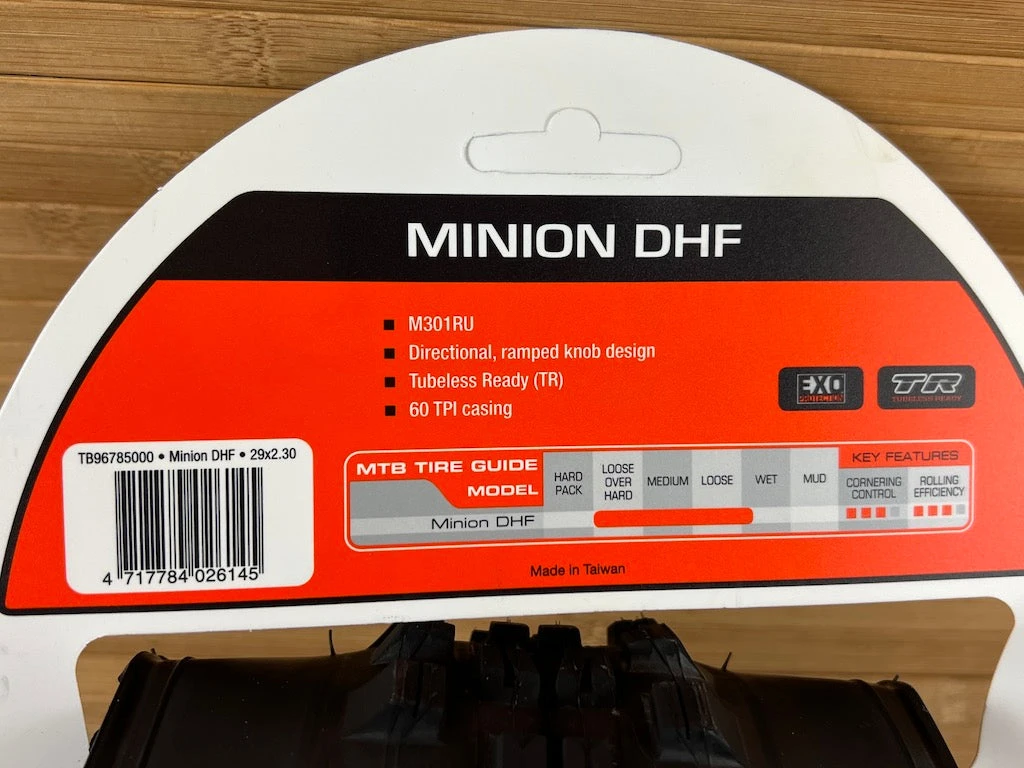 MINION DHF
■ M301RU
■ Directional, ramped knob design
■ Tubeless Ready (TR)
■ 60 TPI casing
EXO
PROTECTION
TR
TUBELESS READY
TB96785000 • Minion DHF • 29x2.30
4 717784 026145
MTB TIRE GUIDE
MODEL
HARD
PACK
LOOSE
OVER
HARD
MEDIUM
LOOSE
WET
MUD
KEY FEATURES
CORNERING
CONTROL
ROLLING
EFFICIENCY
Minion DHF
Made in Taiwan